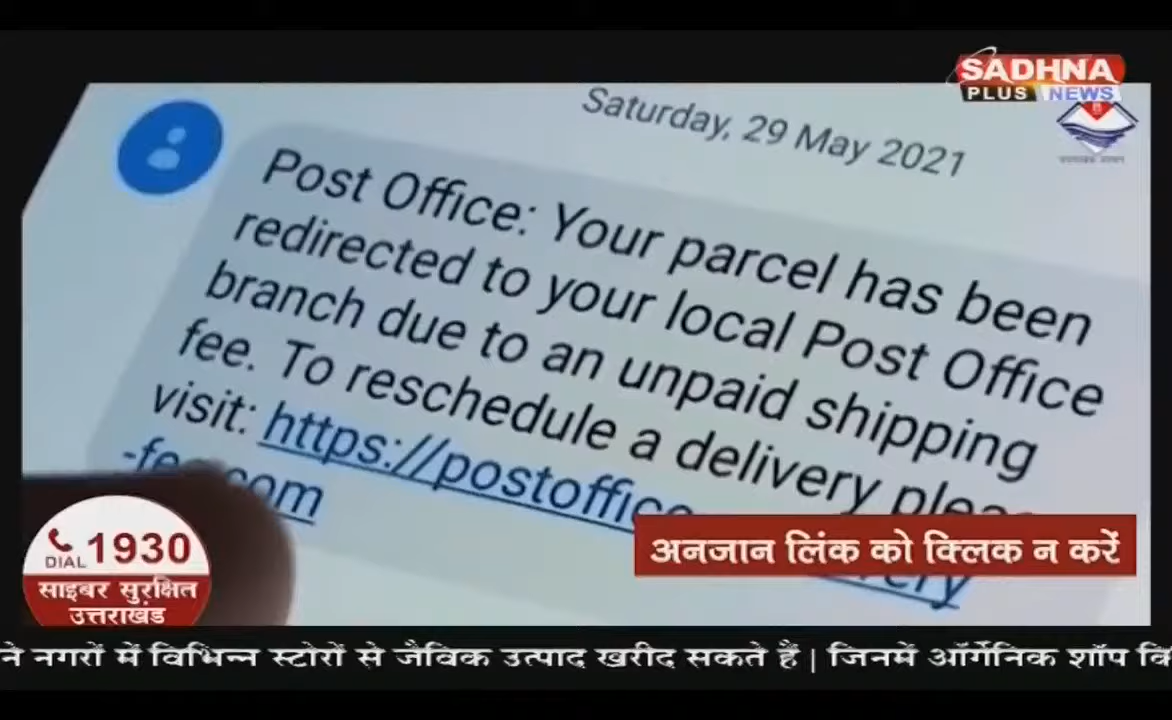 SADHNA
PLUS NEWS
Saturday, 29 May 2021
Post Office: Your parcel has been
redirected to your local Post Office
branch due to an unpaid shipping
fee. To reschedule a delivery
visit: https://postoffice
अनजान लिंक को क्लिक न करें
DIAL 1930
साइबर सुरक्षित
उत्तराखंड
ने नगरों में विभिन्न स्टोरों से जैविक उत्पाद खरीद सकते हैं | जिनमें ऑर्गेनिक शॉप